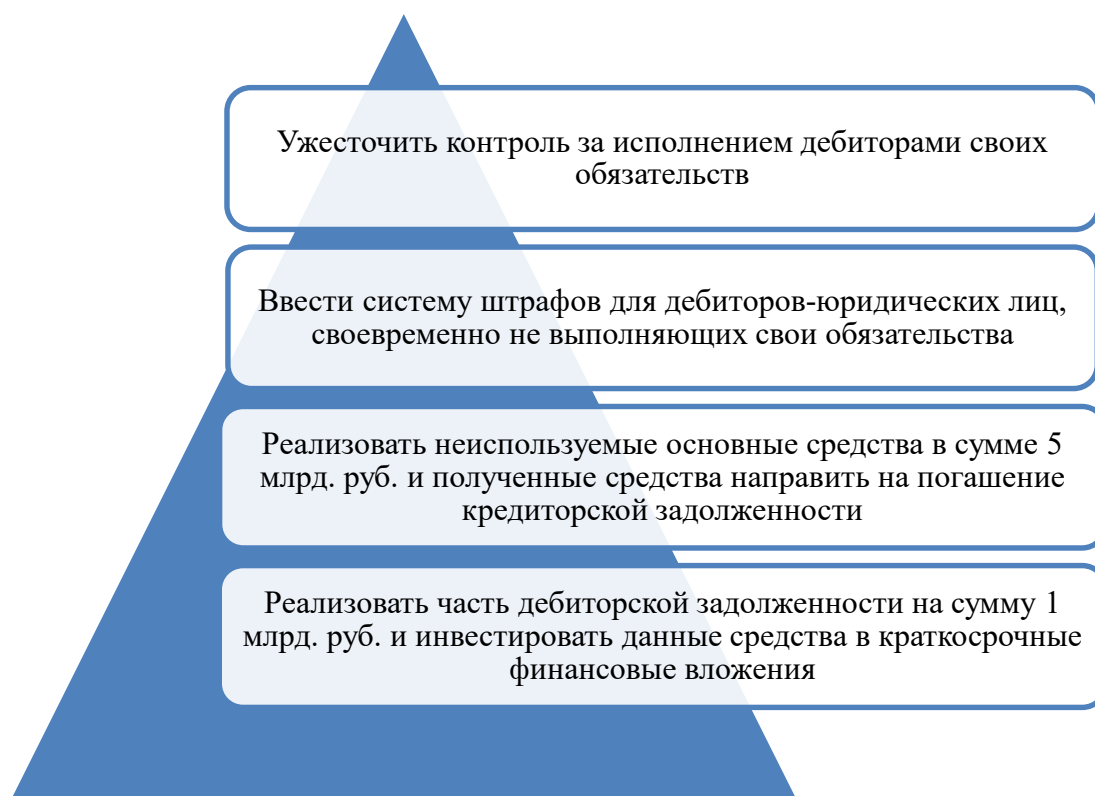 Ужесточить контроль за исполнением дебиторами своих
обязательств
Ввести систему штрафов для дебиторов-юридических лиц,
своевременно не выполняющих свои обязательства
Реализовать неиспользуемые основные средства в сумме 5
млрд. руб. и полученные средства направить на погашение
кредиторской задолженности
Реализовать часть дебиторской задолженности на сумму 1
млрд. руб. и инвестировать данные средства в краткосрочные
финансовые вложения